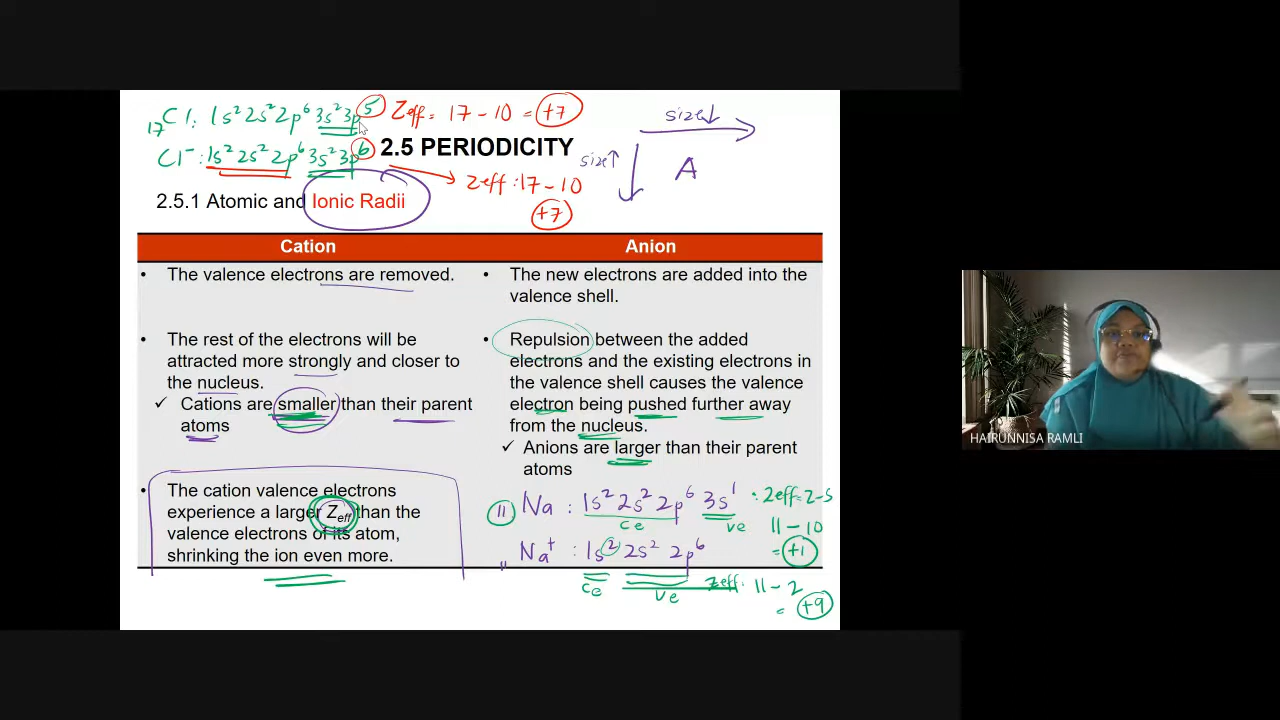 17Cl: 1s² 2s² 2p⁶ 3s² 3p⁵ Zeff = 17 - 10 = +7
Cl⁻: 1s² 2s² 2p⁶ 3s² 3p⁶
2.5 PERIODICITY
Zeff: 17 - 10
+7
size↓
size↑
A
2.5.1 Atomic and Ionic Radii
Cation
• The valence electrons are removed.
• The rest of the electrons will be
attracted more strongly and closer to
the nucleus.
✓ Cations are smaller than their parent
atoms
• The cation valence electrons
experience a larger Zeff than the
valence electrons of its atom,
shrinking the ion even more.
Anion
• The new electrons are added into the
valence shell.
• Repulsion between the added
electrons and the existing electrons in
the valence shell causes the valence
electron being pushed further away
from the nucleus.
✓ Anions are larger than their parent
atoms
11 Na : 1s² 2s² 2p⁶ 3s¹ : Zeff = Z-S
ce ve 11 - 10
= +1
11 Na⁺ : 1s² 2s² 2p⁶
ce ve Zeff: 11 - 2
= +9
HAIRUNNISA RAMLI